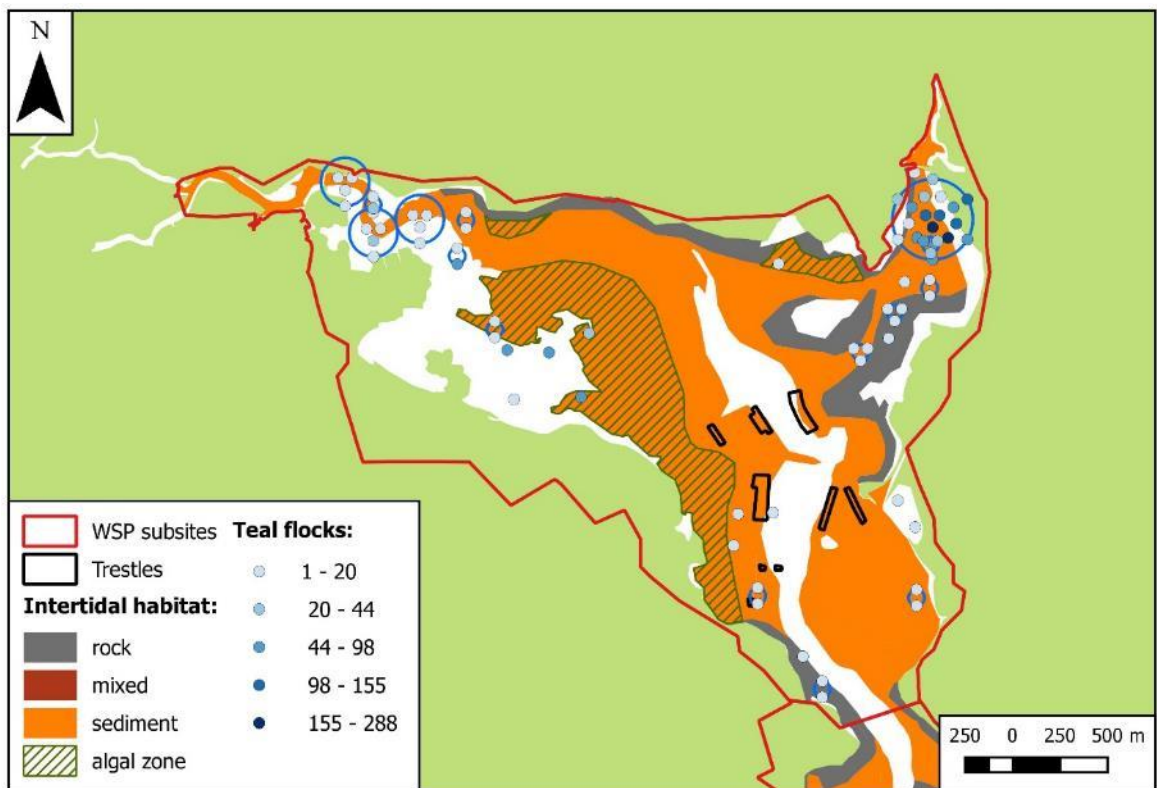 N
WSP subsites
Trestles
Intertidal habitat:
rock
mixed
sediment
algal zone
Teal flocks:
1 - 20
20 - 44
44 - 98
98 - 155
155 - 288
250 0 250 500 m